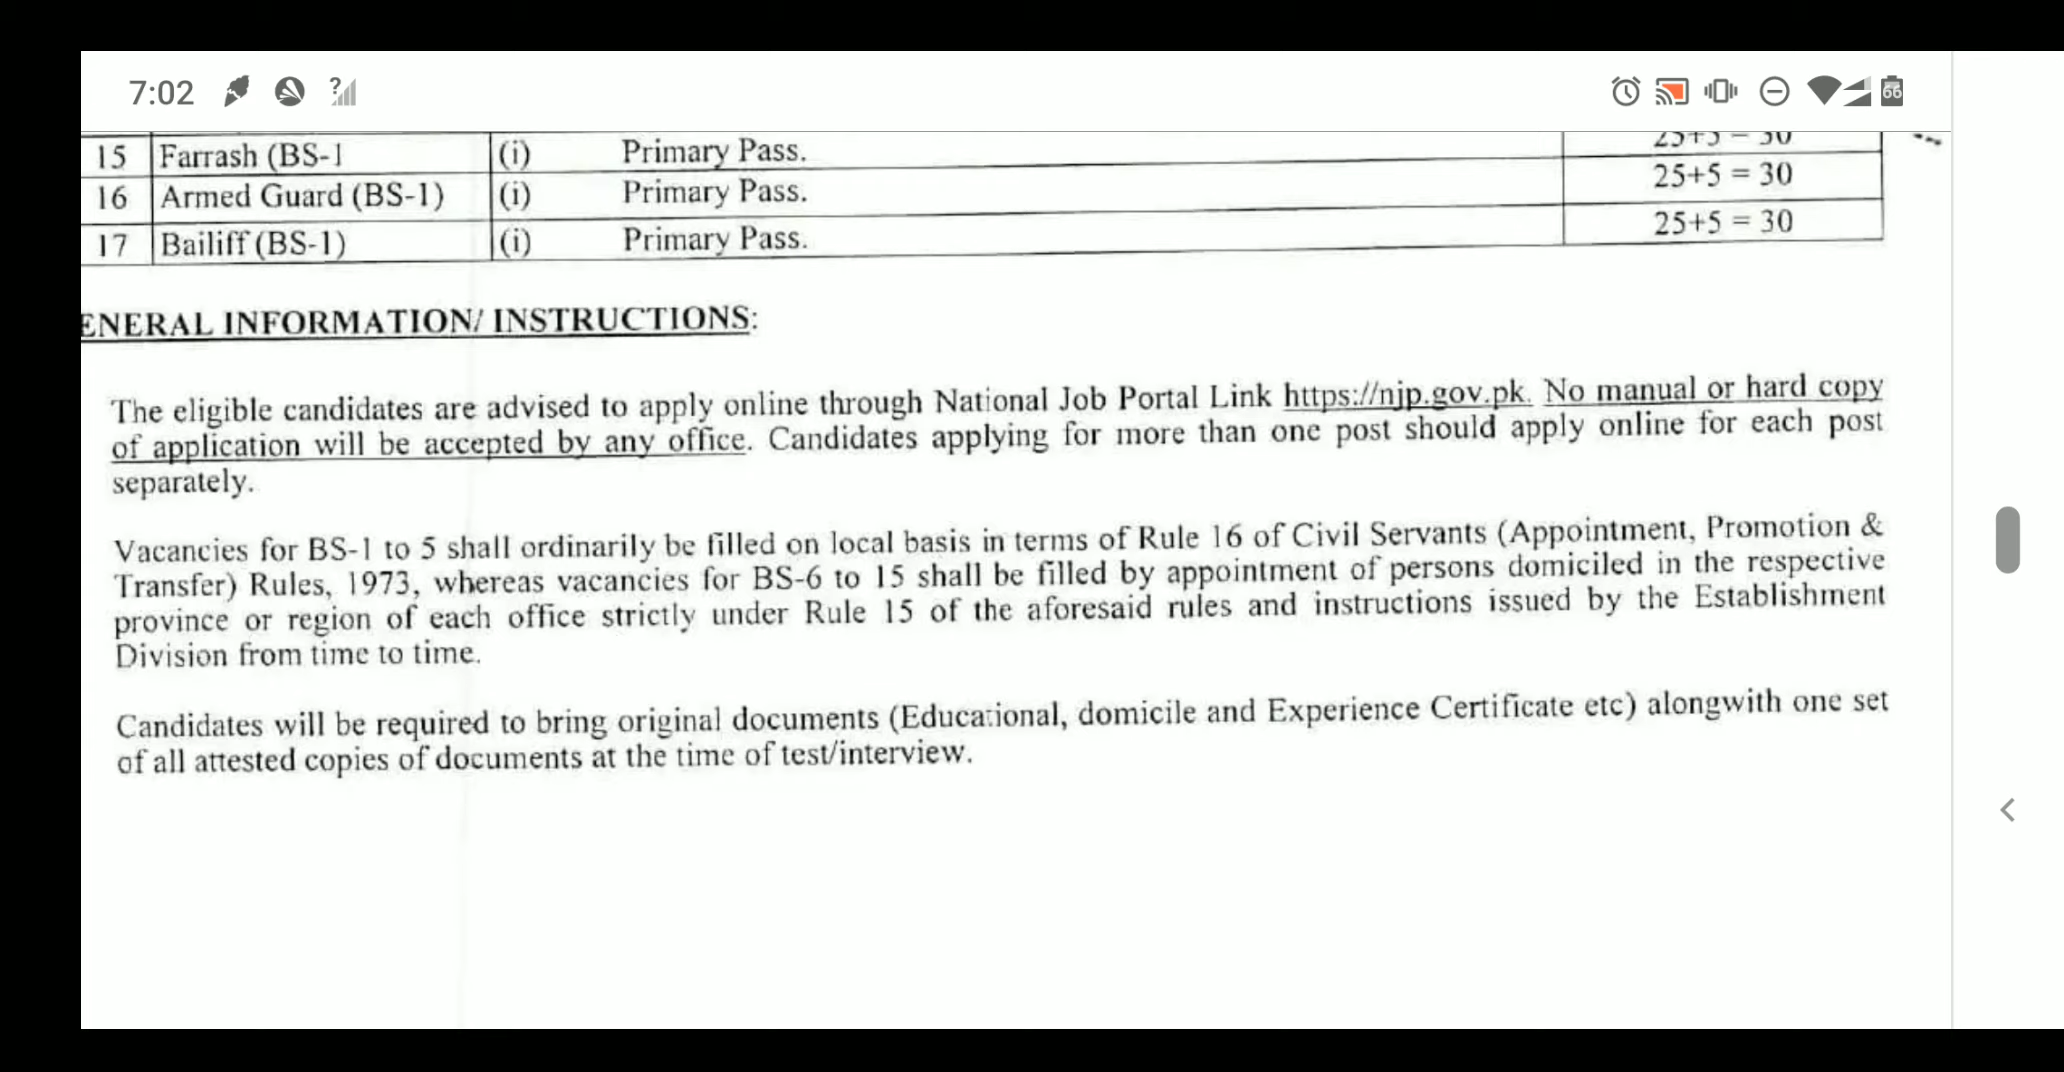 7:02
66
25+5 = 30
15 Farrash (BS-1 (i) Primary Pass.
16 Armed Guard (BS-1) (i) Primary Pass. 25+5 = 30
17 Bailiff (BS-1) (i) Primary Pass. 25+5 = 30
ENERAL INFORMATION/ INSTRUCTIONS:
The eligible candidates are advised to apply online through National Job Portal Link https://njp.gov.pk. No manual or hard copy
of application will be accepted by any office. Candidates applying for more than one post should apply online for each post
separately.
Vacancies for BS-1 to 5 shall ordinarily be filled on local basis in terms of Rule 16 of Civil Servants (Appointment, Promotion &
Transfer) Rules, 1973, whereas vacancies for BS-6 to 15 shall be filled by appointment of persons domiciled in the respective
province or region of each office strictly under Rule 15 of the aforesaid rules and instructions issued by the Establishment
Division from time to time.
Candidates will be required to bring original documents (Educational, domicile and Experience Certificate etc) alongwith one set
of all attested copies of documents at the time of test/interview.